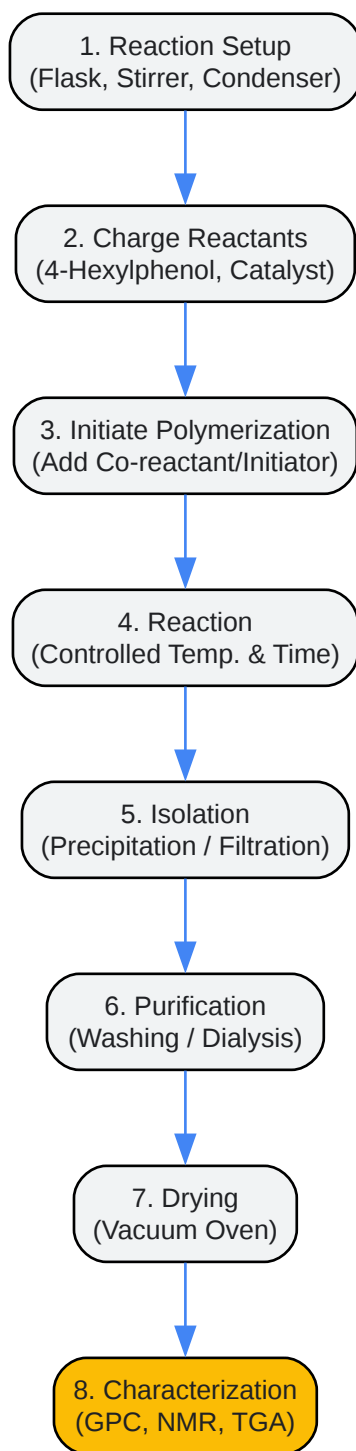 1. Reaction Setup
(Flask, Stirrer, Condenser)
2. Charge Reactants
(4-Hexylphenol, Catalyst)
3. Initiate Polymerization
(Add Co-reactant/Initiator)
4. Reaction
(Controlled Temp. & Time)
5. Isolation
(Precipitation / Filtration)
6. Purification
(Washing / Dialysis)
7. Drying
(Vacuum Oven)
8. Characterization
(GPC, NMR, TGA)